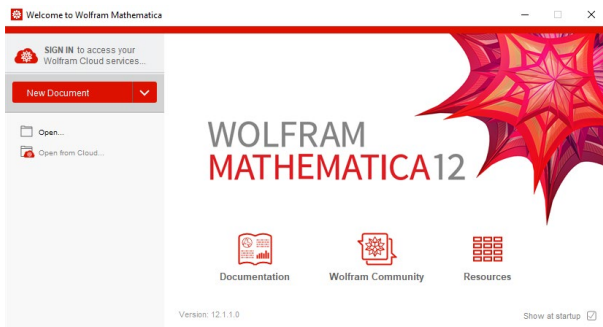 Welcome to Wolfram Mathematica
SIGN IN to access your
Wolfram Cloud services...
New Document
Open...
Open from Cloud...
WOLFRAM
MATHEMATICA12
Documentation
Wolfram Community
Resources
Version: 12.1.1.0
Show at startup